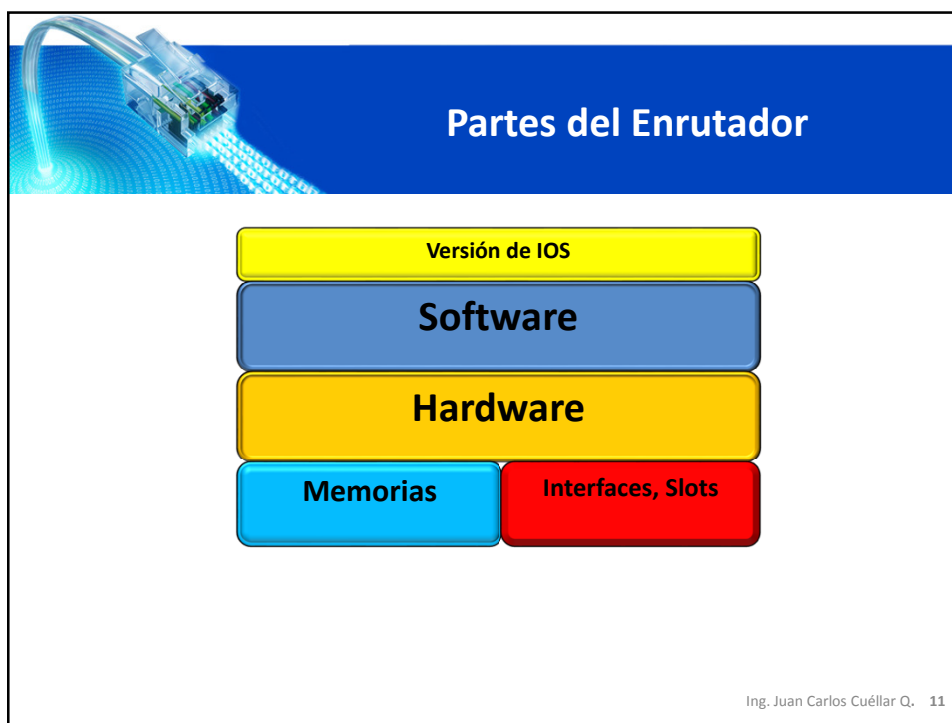 Partes del Enrutador
Versión de IOS
Software
Hardware
Memorias
Interfaces, Slots
Ing. Juan Carlos Cuéllar Q. 11